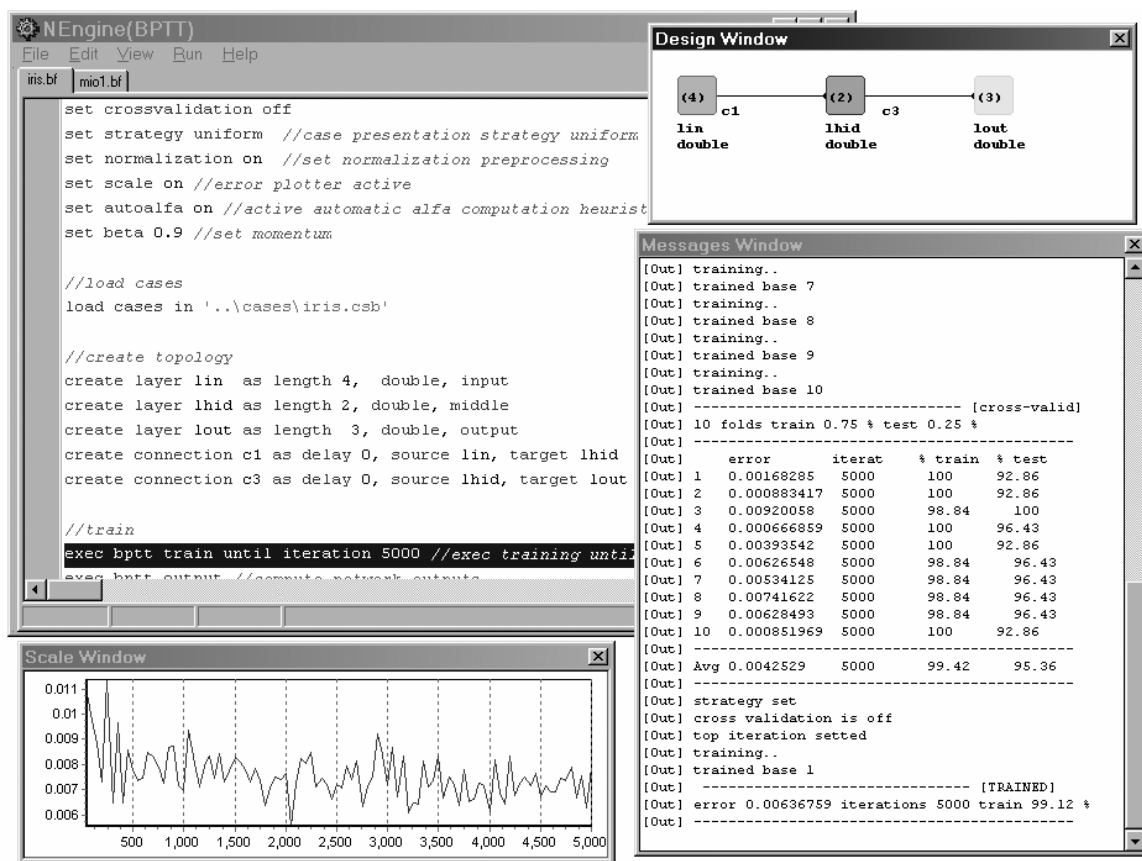 NEngine(BPTT)
File Edit View Run Help
iris.bf mio1.bf
set crossvalidation off
set strategy uniform //case presentation strategy uniform
set normalization on //set normalization preprocessing
set scale on //error plotter active
set autoalfa on //active automatic alfa computation heurist
set beta 0.9 //set momentum
//load cases
load cases in '..\cases\iris.csb'
//create topology
create layer lin as length 4, double, input
create layer lhid as length 2, double, middle
create layer lout as length 3, double, output
create connection c1 as delay 0, source lin, target lhid
create connection c3 as delay 0, source lhid, target lout
//train
exec bptt train until iteration 5000 //exec training until
exec bptt output //compute network outputs
Design Window
(4) c1 (2) c3 (3)
lin lhid lout
double double double
Messages Window
[Out] training..
[Out] trained base 7
[Out] training..
[Out] trained base 8
[Out] training..
[Out] trained base 9
[Out] training..
[Out] trained base 10
[Out] ------------------------------- [cross-valid]
[Out] 10 folds train 0.75 % test 0.25 %
[Out] --------------------------------------------
[Out] error iterat % train % test
[Out] 1 0.00168285 5000 100 92.86
[Out] 2 0.000883417 5000 100 92.86
[Out] 3 0.00920058 5000 98.84 100
[Out] 4 0.000666859 5000 100 96.43
[Out] 5 0.00393542 5000 100 92.86
[Out] 6 0.00626548 5000 98.84 96.43
[Out] 7 0.00534125 5000 98.84 96.43
[Out] 8 0.00741622 5000 98.84 96.43
[Out] 9 0.00628493 5000 98.84 96.43
[Out] 10 0.000851969 5000 100 92.86
[Out] --------------------------------------------
[Out] Avg 0.0042529 5000 99.42 95.36
[Out] --------------------------------------------
[Out] strategy set
[Out] cross validation is off
[Out] top iteration setted
[Out] training..
[Out] trained base 1
[Out] ------------------------------- [TRAINED]
[Out] error 0.00636759 iterations 5000 train 99.12 %
[Out] --------------------------------------------
Scale Window
0.011
0.01
0.009
0.008
0.007
0.006
500 1,000 1,500 2,000 2,500 3,000 3,500 4,000 4,500 5,000